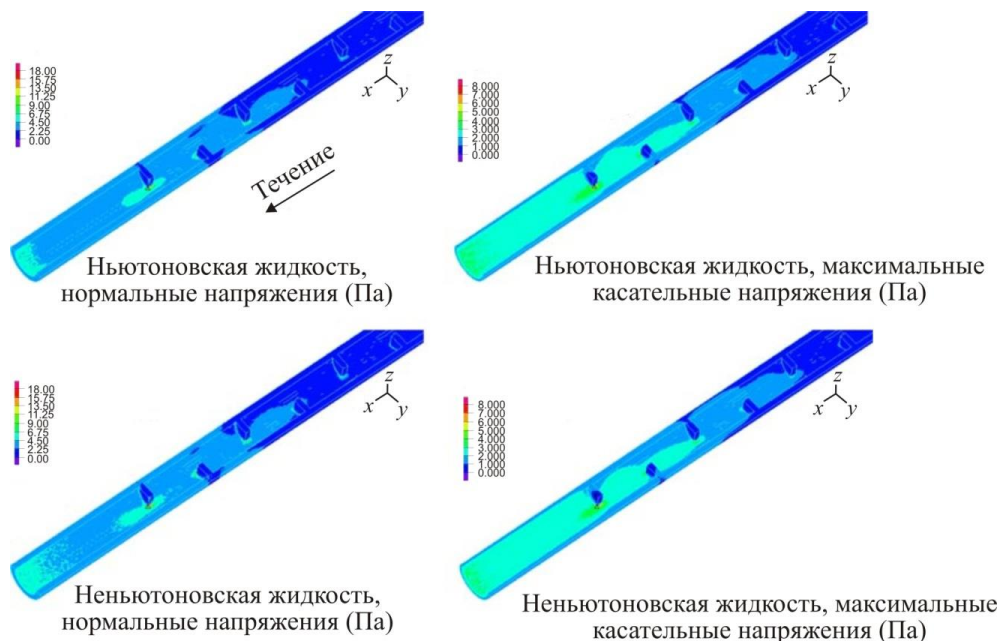 18.00
15.75
13.50
11.25
9.00
6.75
4.50
2.25
0.00
z
x
y
Течение
Ньютоновская жидкость,
нормальные напряжения (Па)
8.000
7.000
6.000
5.000
4.000
3.000
2.000
1.000
0.000
z
x
y
Ньютоновская жидкость, максимальные
касательные напряжения (Па)
18.00
15.75
13.50
11.25
9.00
6.75
4.50
2.25
0.00
z
x
y
Неньютоновская жидкость,
нормальные напряжения (Па)
8.000
7.000
6.000
5.000
4.000
3.000
2.000
1.000
0.000
z
x
y
Неньютоновская жидкость, максимальные
касательные напряжения (Па)